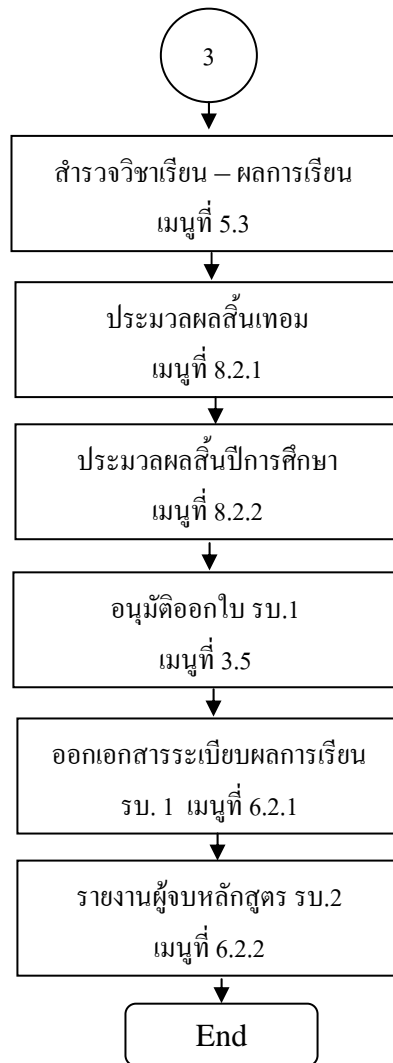 3
สำรวจวิชาเรียน – ผลการเรียน
เมนูที่ 5.3
ประมวลผลสิ้นเทอม
เมนูที่ 8.2.1
ประมวลผลสิ้นปีการศึกษา
เมนูที่ 8.2.2
อนุมัติออกใบ รบ.1
เมนูที่ 3.5
ออกเอกสารระเบียบผลการเรียน
รบ. 1 เมนูที่ 6.2.1
รายงานผู้จบหลักสูตร รบ.2
เมนูที่ 6.2.2
End